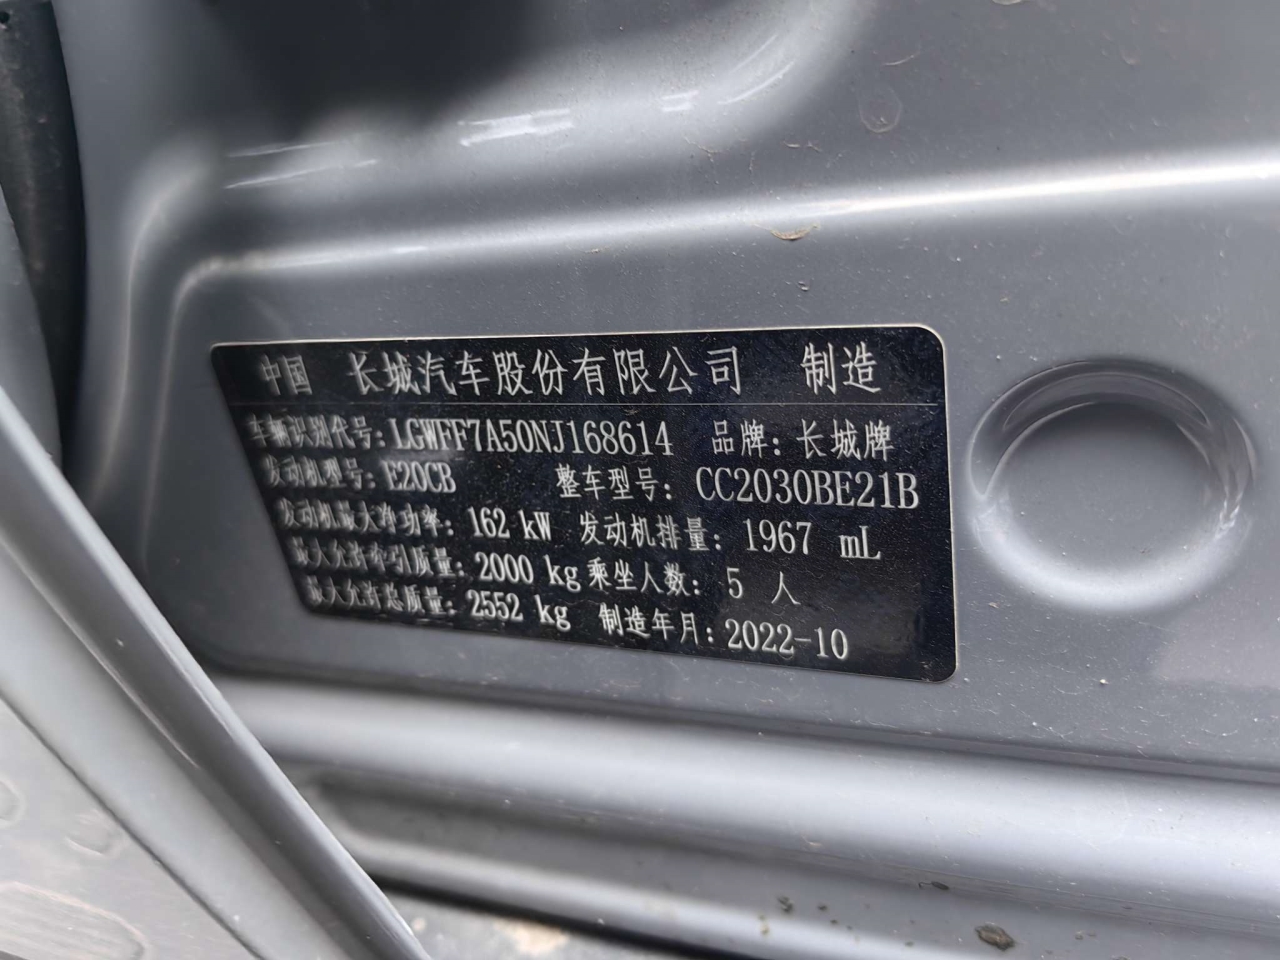 中国 长城汽车股份有限公司 制造
车辆识别代号：LGWFF7A50NJ168614 品牌：长城牌
发动机型号：E20CB 整车型号：CC2030BE21B
发动机最大净功率：162 kW 发动机排量：1967 mL
最大允许牵引质量：2000 kg 乘坐人数：5 人
最大允许总质量：2552 kg 制造年月：2022-10